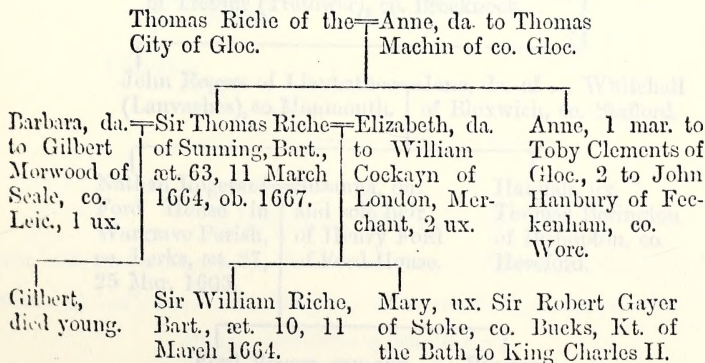 Thomas Riche of the City of Gloc.
Anne, da. to Thomas Machin of co. Gloc.
Barbara, da. to Gilbert Morwood of Seale, co. Leic., 1 ux.
Sir Thomas Riche of Sunning, Bart., æt. 63, 11 March 1664, ob. 1667.
Elizabeth, da. to William Cockayn of London, Merchant, 2 ux.
Anne, 1 mar. to Toby Clements of Gloc., 2 to John Hanbury of Feckenham, co. Worc.
Gilbert, died young.
Sir William Riche, Bart., æt. 10, 11 March 1664.
Mary, ux. Sir Robert Gayer of Stoke, co. Bucks, Kt. of the Bath to King Charles II.